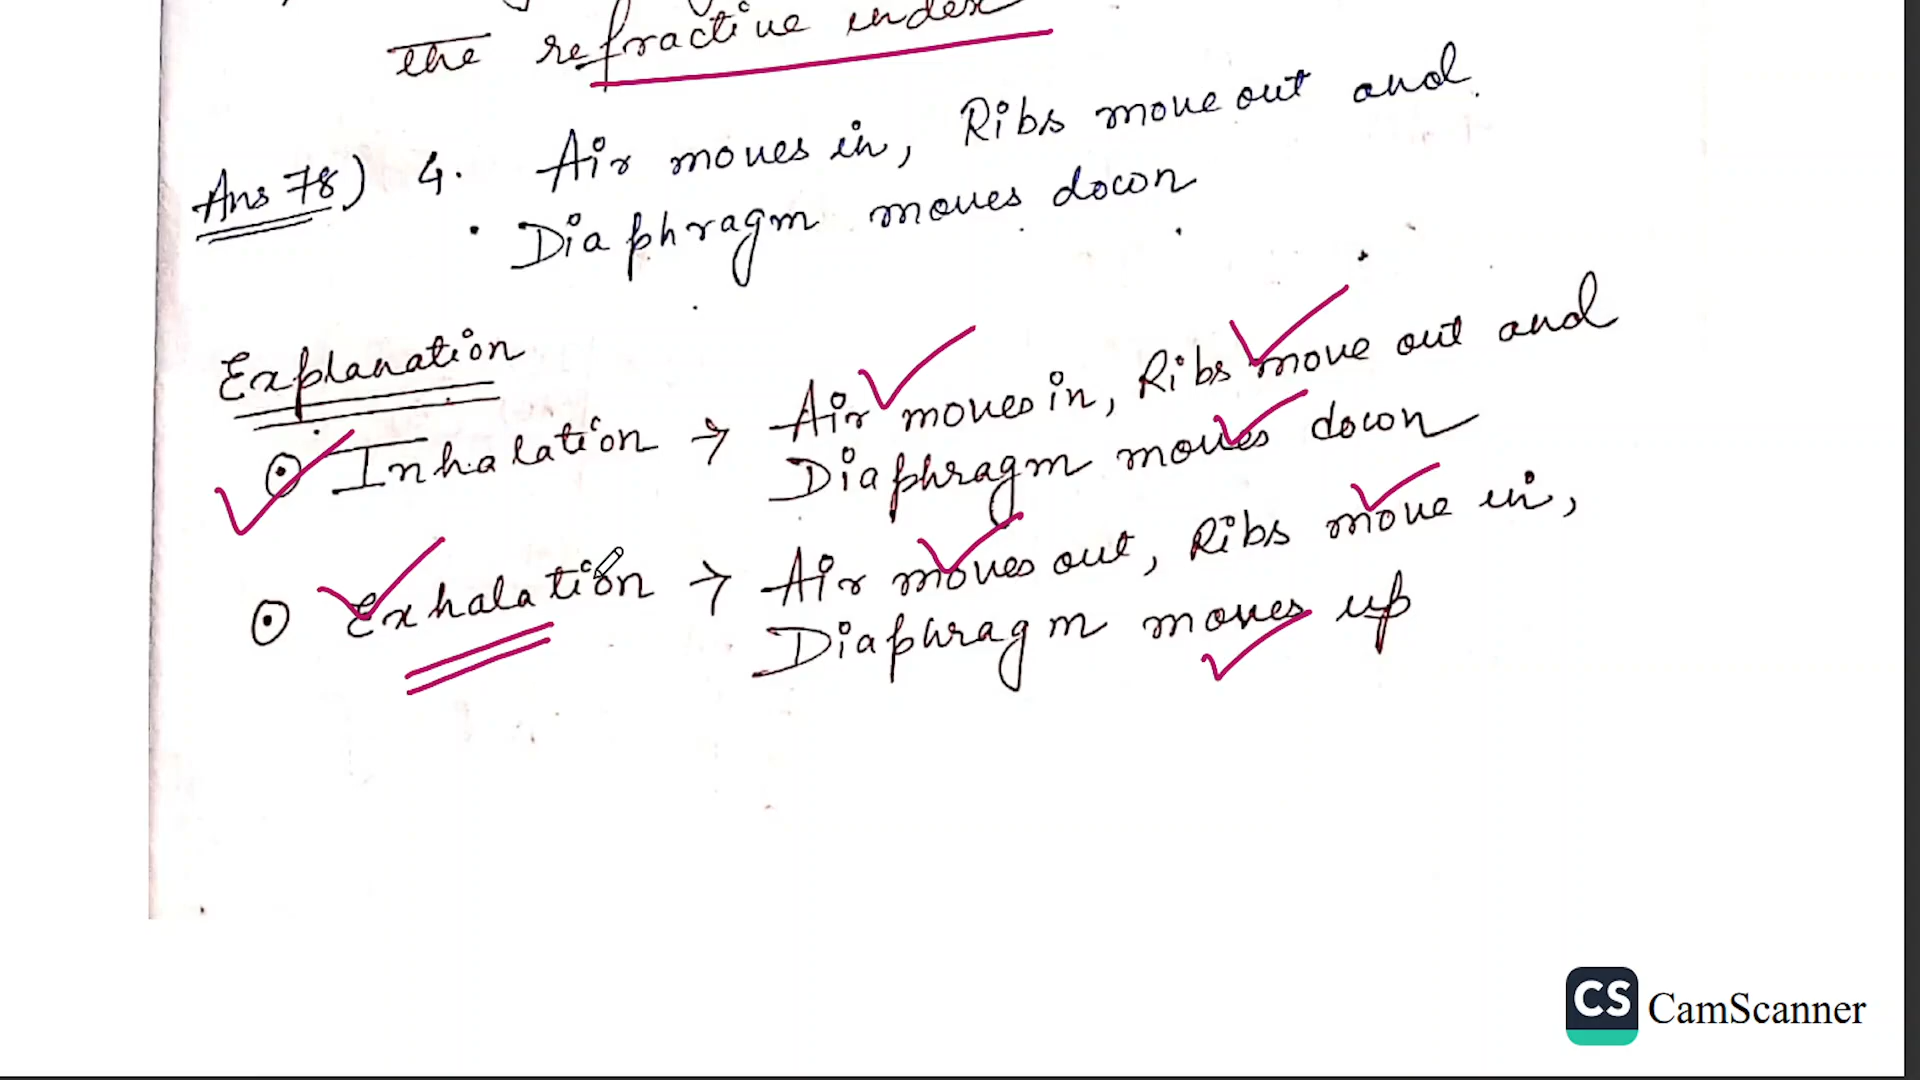 the refractive index
Ans 78) 4. Air moves in, Ribs move out and
Diaphragm moves down
Explanation
Inhalation → Air moves in, Ribs move out and
Diaphragm moves down
Exhalation → Air moves out, Ribs move in,
Diaphragm moves up
CS CamScanner